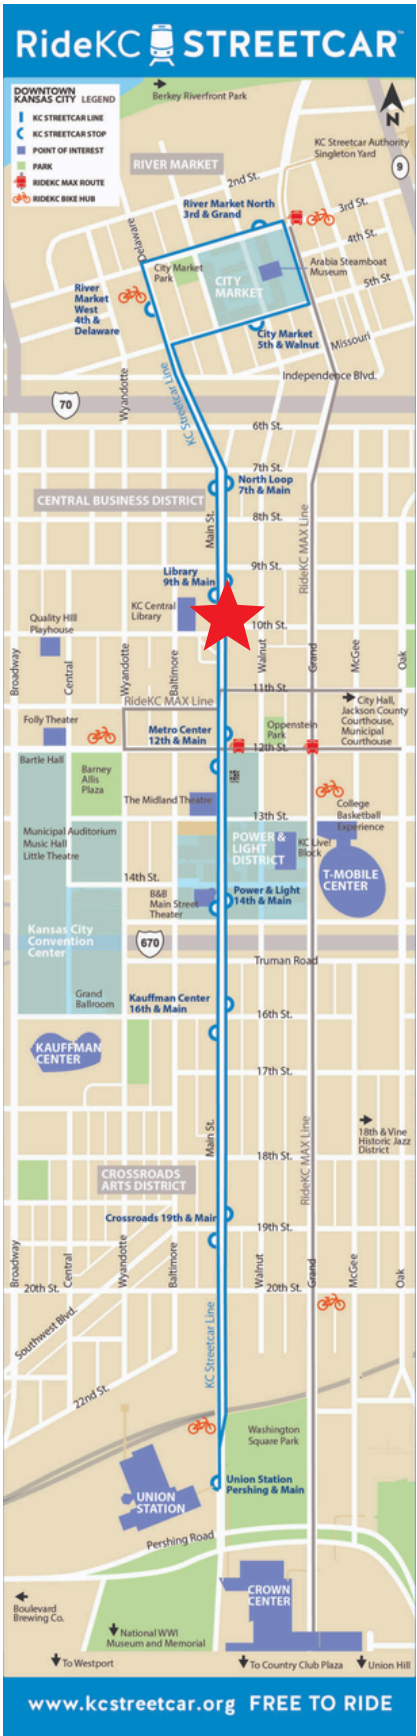 RideKC STREETCAR™
DOWNTOWN
KANSAS CITY LEGEND
KC STREETCAR LINE
KC STREETCAR STOP
POINT OF INTEREST
PARK
RIDEKC MAX ROUTE
RIDEKC BIKE HUB
Berkey Riverfront Park
N
KC Streetcar Authority
Singleton Yard
9
RIVER MARKET
2nd St.
River Market North
3rd & Grand
3rd St.
4th St.
Delaware
City Market
Park
CITY
MARKET
Arabia Steamboat
Museum
5th St
River
Market
West
4th &
Delaware
City Market
5th & Walnut
Missouri
Independence Blvd.
KC Streetcar Line
Wyandotte
70
6th St.
7th St.
North Loop
7th & Main
CENTRAL BUSINESS DISTRICT
Main St.
8th St.
RideKC MAX Line
9th St.
Library
9th & Main
KC Central
Library
10th St.
Quality Hill
Playhouse
Broadway
Central
Wyandotte
Baltimore
Walnut
Grand
McGee
Oak
11th St.
RideKC MAX Line
City Hall,
Jackson County
Courthouse,
Municipal
Courthouse
Folly Theater
Metro Center
12th & Main
Oppenstein
Park
12th St.
Bartle Hall
Barney
Allis
Plaza
The Midland Theatre
13th St.
College
Basketball
Experience
Municipal Auditorium
Music Hall
Little Theatre
POWER &
LIGHT
DISTRICT
KC Live!
Block
T-MOBILE
CENTER
14th St.
B&B
Main Street
Theater
Power & Light
14th & Main
Kansas City
Convention
Center
670
Truman Road
Grand
Ballroom
Kauffman Center
16th & Main
16th St.
KAUFFMAN
CENTER
17th St.
Main St.
RideKC MAX Line
18th & Vine
Historic Jazz
District
18th St.
CROSSROADS
ARTS DISTRICT
Crossroads 19th & Main
19th St.
Broadway
Central
Wyandotte
Baltimore
Walnut
Grand
McGee
Oak
20th St.
20th St.
Southwest Blvd.
KC Streetcar Line
22nd St.
Washington
Square Park
Union Station
Pershing & Main
UNION
STATION
Pershing Road
CROWN
CENTER
Boulevard
Brewing Co.
National WWI
Museum and Memorial
To Westport
To Country Club Plaza
Union Hill
www.kcstreetcar.org FREE TO RIDE